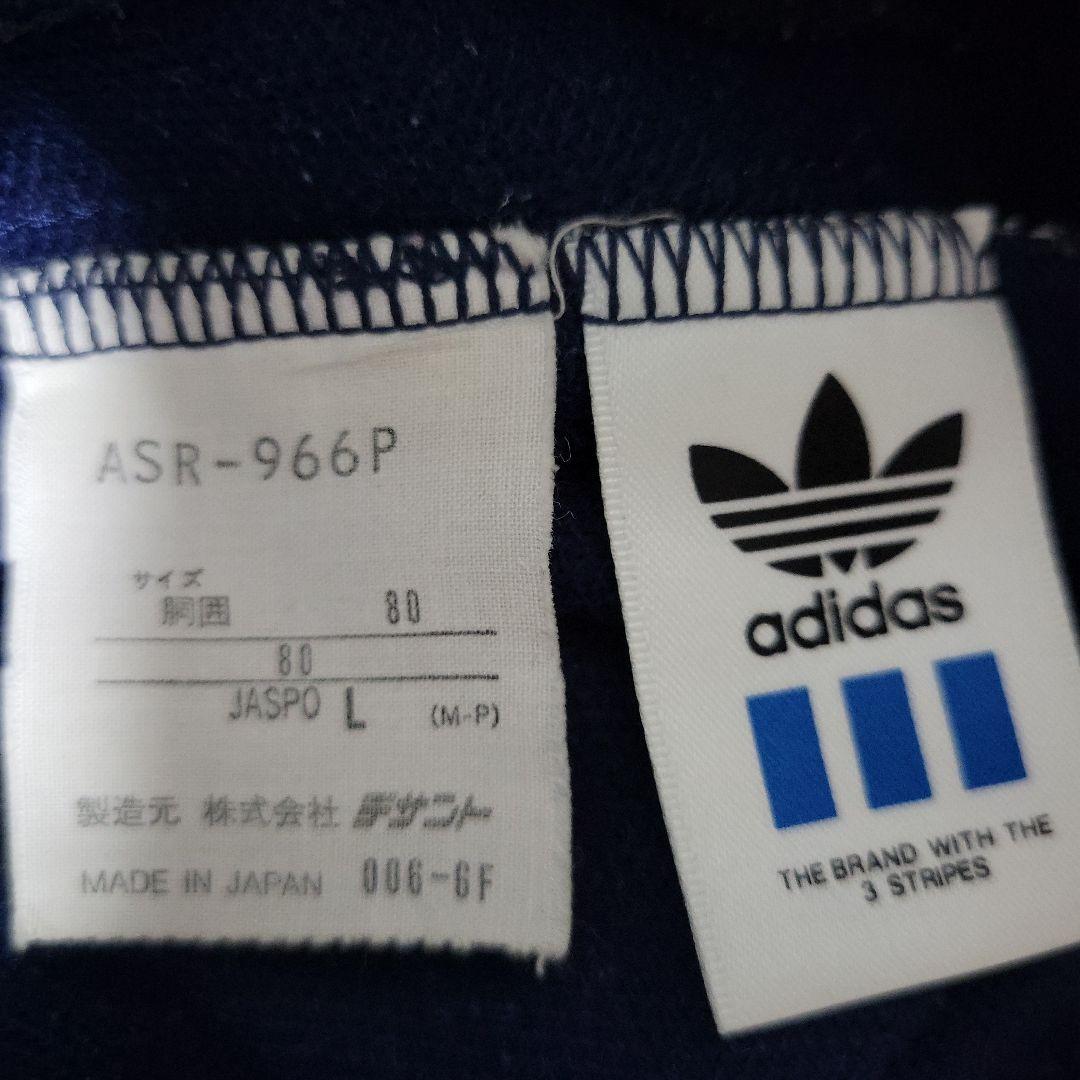 ASR-966P
サイズ
胴囲 80
80
JASPO L (M-P)
製造元 株式会社 デサント
MADE IN JAPAN 006-6F
adidas
THE BRAND WITH THE
3 STRIPES